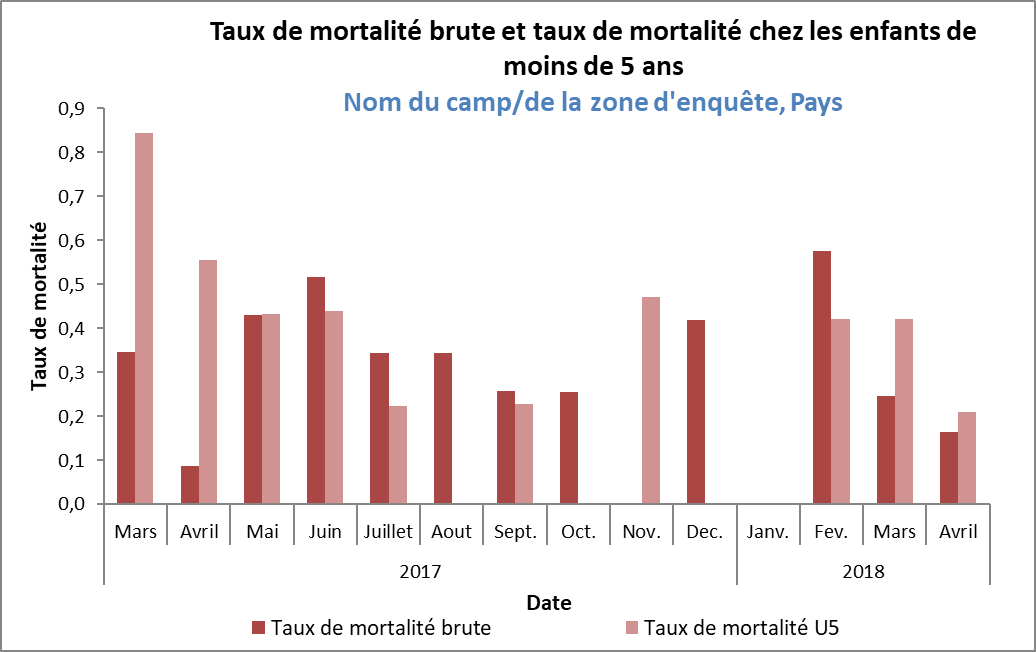 Taux de mortalité brute et taux de mortalité chez les enfants de
moins de 5 ans
Nom du camp/de la zone d'enquête, Pays
0,9
0,8
0,7
0,6
0,5
0,4
0,3
0,2
0,1
0,0
Taux de mortalité
Mars Avril Mai Juin Juillet Aout Sept. Oct. Nov. Dec. Janv. Fev. Mars Avril
2017 2018
Date
Taux de mortalité brute Taux de mortalité U5